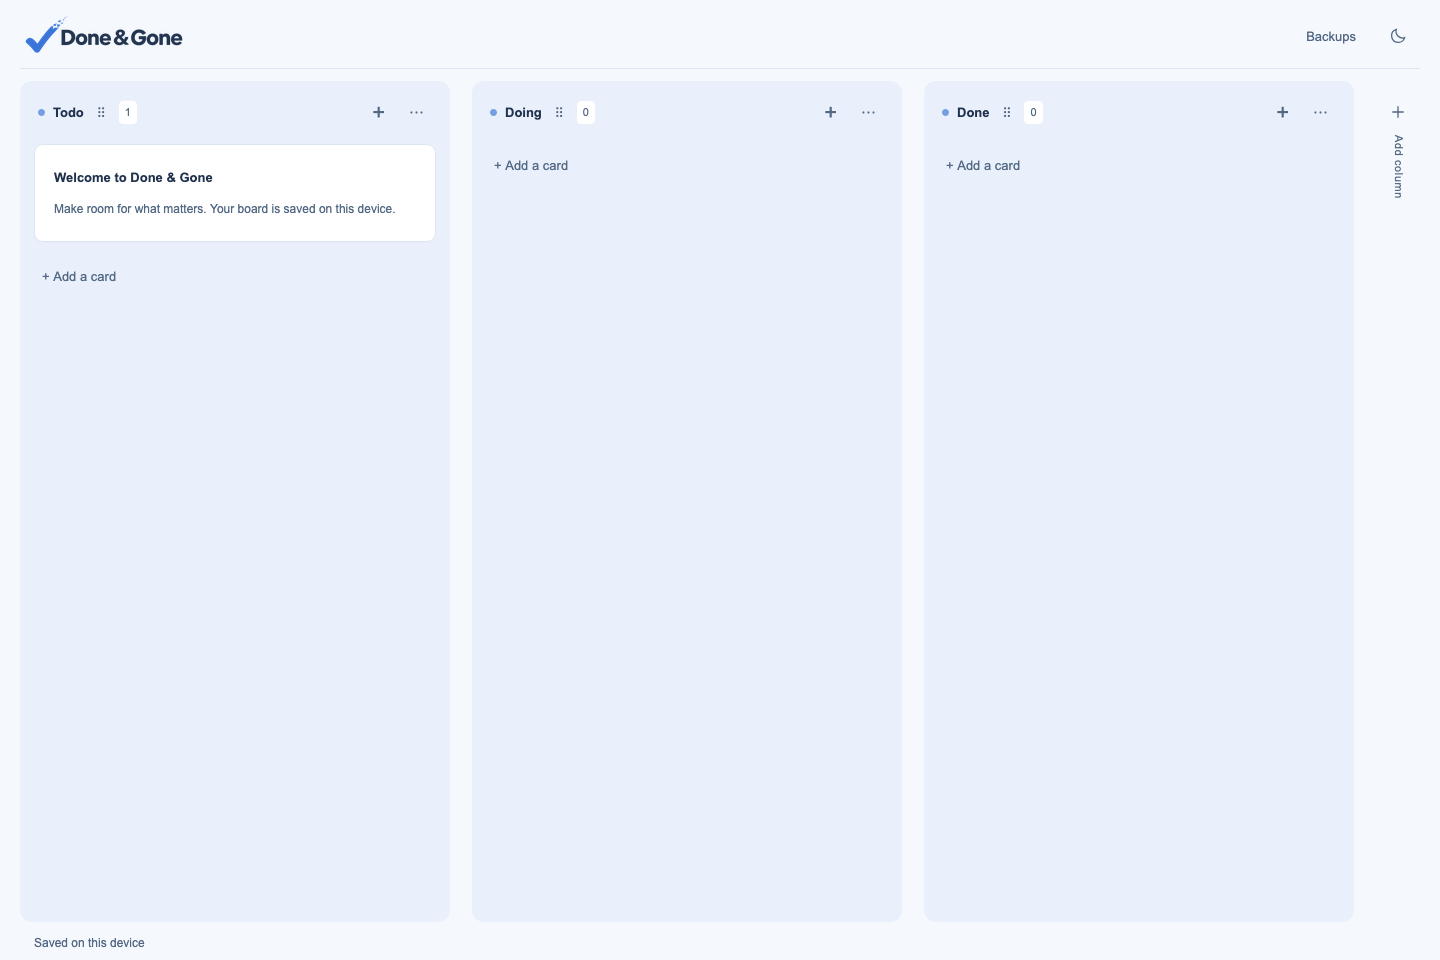 Done & Gone
Backups
Todo 1
Doing 0
Done 0
Add column
Welcome to Done & Gone
Make room for what matters. Your board is saved on this device.
+ Add a card
+ Add a card
+ Add a card
Saved on this device